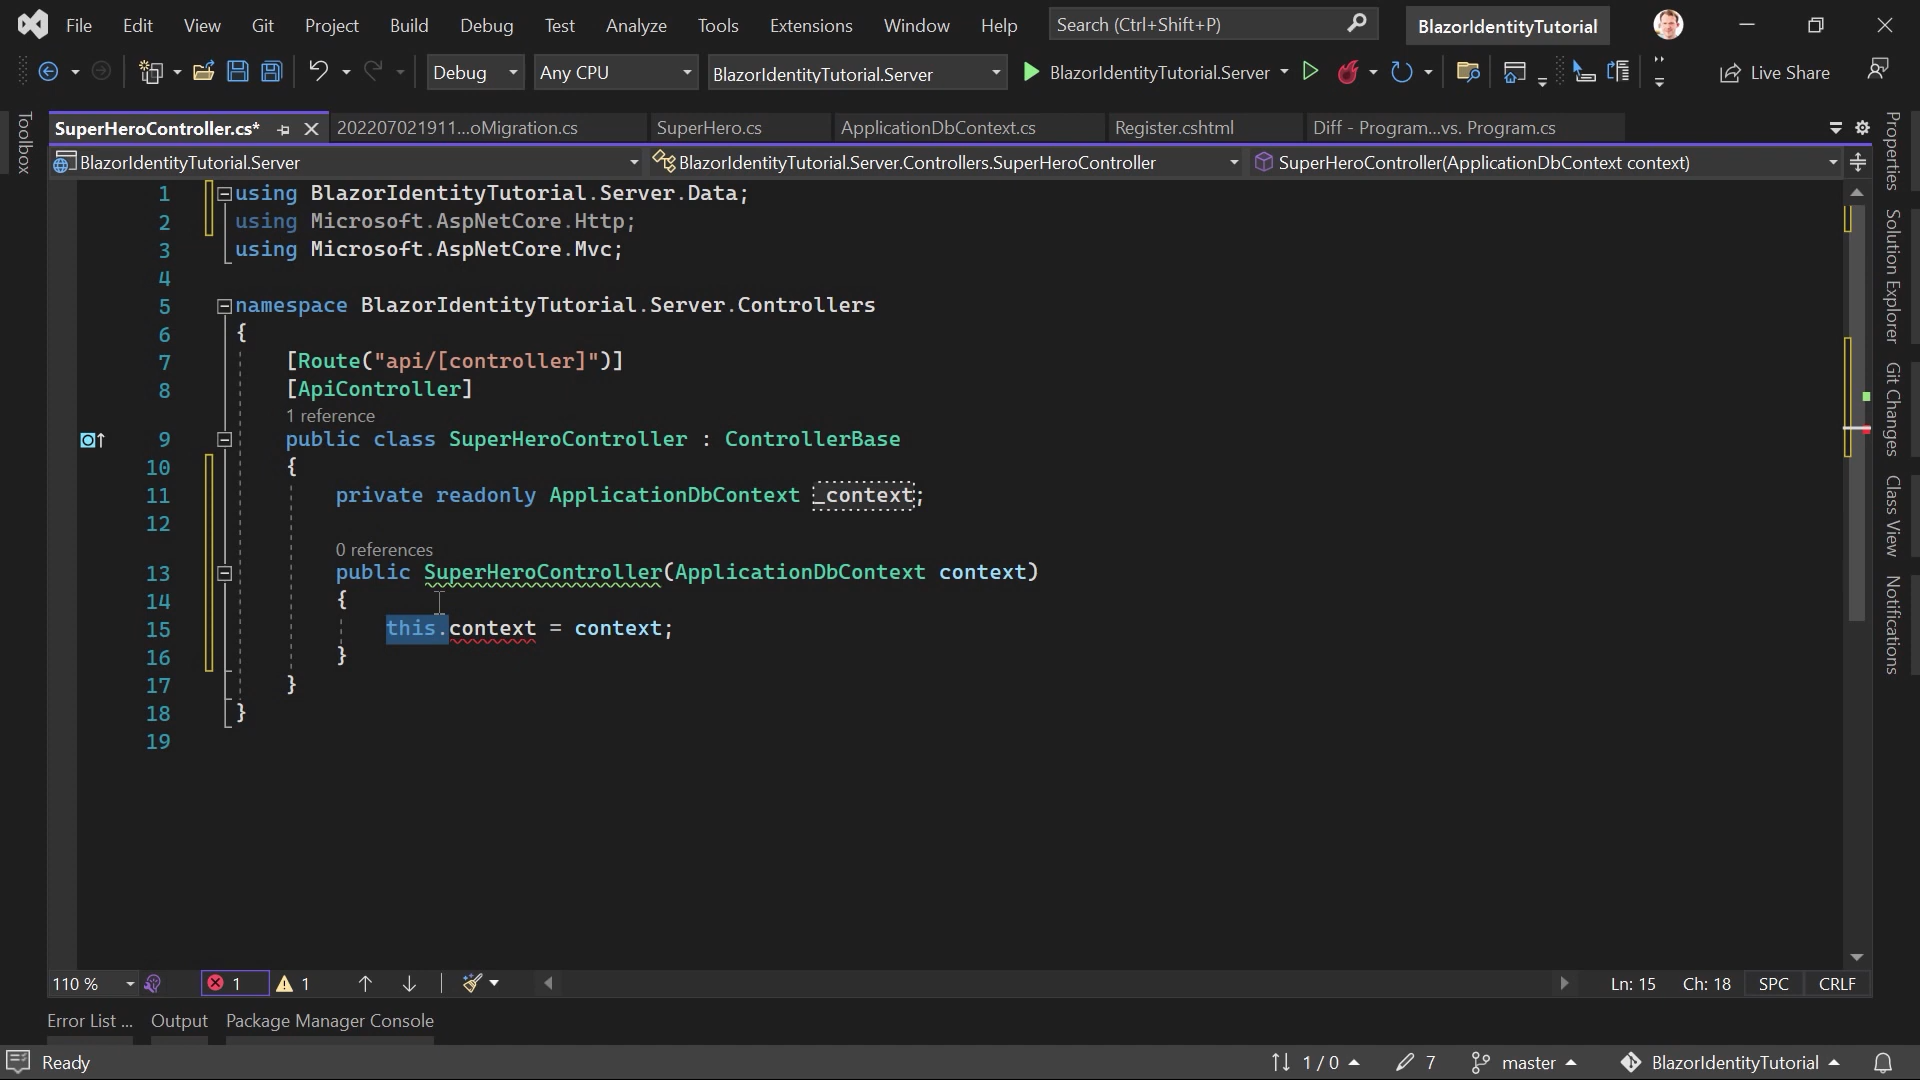 File Edit View Git Project Build Debug Test Analyze Tools Extensions Window Help Search (Ctrl+Shift+P) BlazorIdentityTutorial
Debug Any CPU BlazorIdentityTutorial.Server BlazorIdentityTutorial.Server Live Share
Toolbox
SuperHeroController.cs* 202207021911...oMigration.cs SuperHero.cs ApplicationDbContext.cs Register.cshtml Diff - Program...vs. Program.cs
BlazorIdentityTutorial.Server BlazorIdentityTutorial.Server.Controllers.SuperHeroController SuperHeroController(ApplicationDbContext context)
1 using BlazorIdentityTutorial.Server.Data;
2 using Microsoft.AspNetCore.Http;
3 using Microsoft.AspNetCore.Mvc;
4
5 namespace BlazorIdentityTutorial.Server.Controllers
6 {
7 [Route("api/[controller]")]
8 [ApiController]
1 reference
9 public class SuperHeroController : ControllerBase
10 {
11 private readonly ApplicationDbContext _context;
12
0 references
13 public SuperHeroController(ApplicationDbContext context)
14 {
15 this.context = context;
16 }
17 }
18 }
19
Properties
Solution Explorer
Git Changes
Class View
Notifications
110 % 1 1 Ln: 15 Ch: 18 SPC CRLF
Error List ... Output Package Manager Console
Ready 1 / 0 7 master BlazorIdentityTutorial